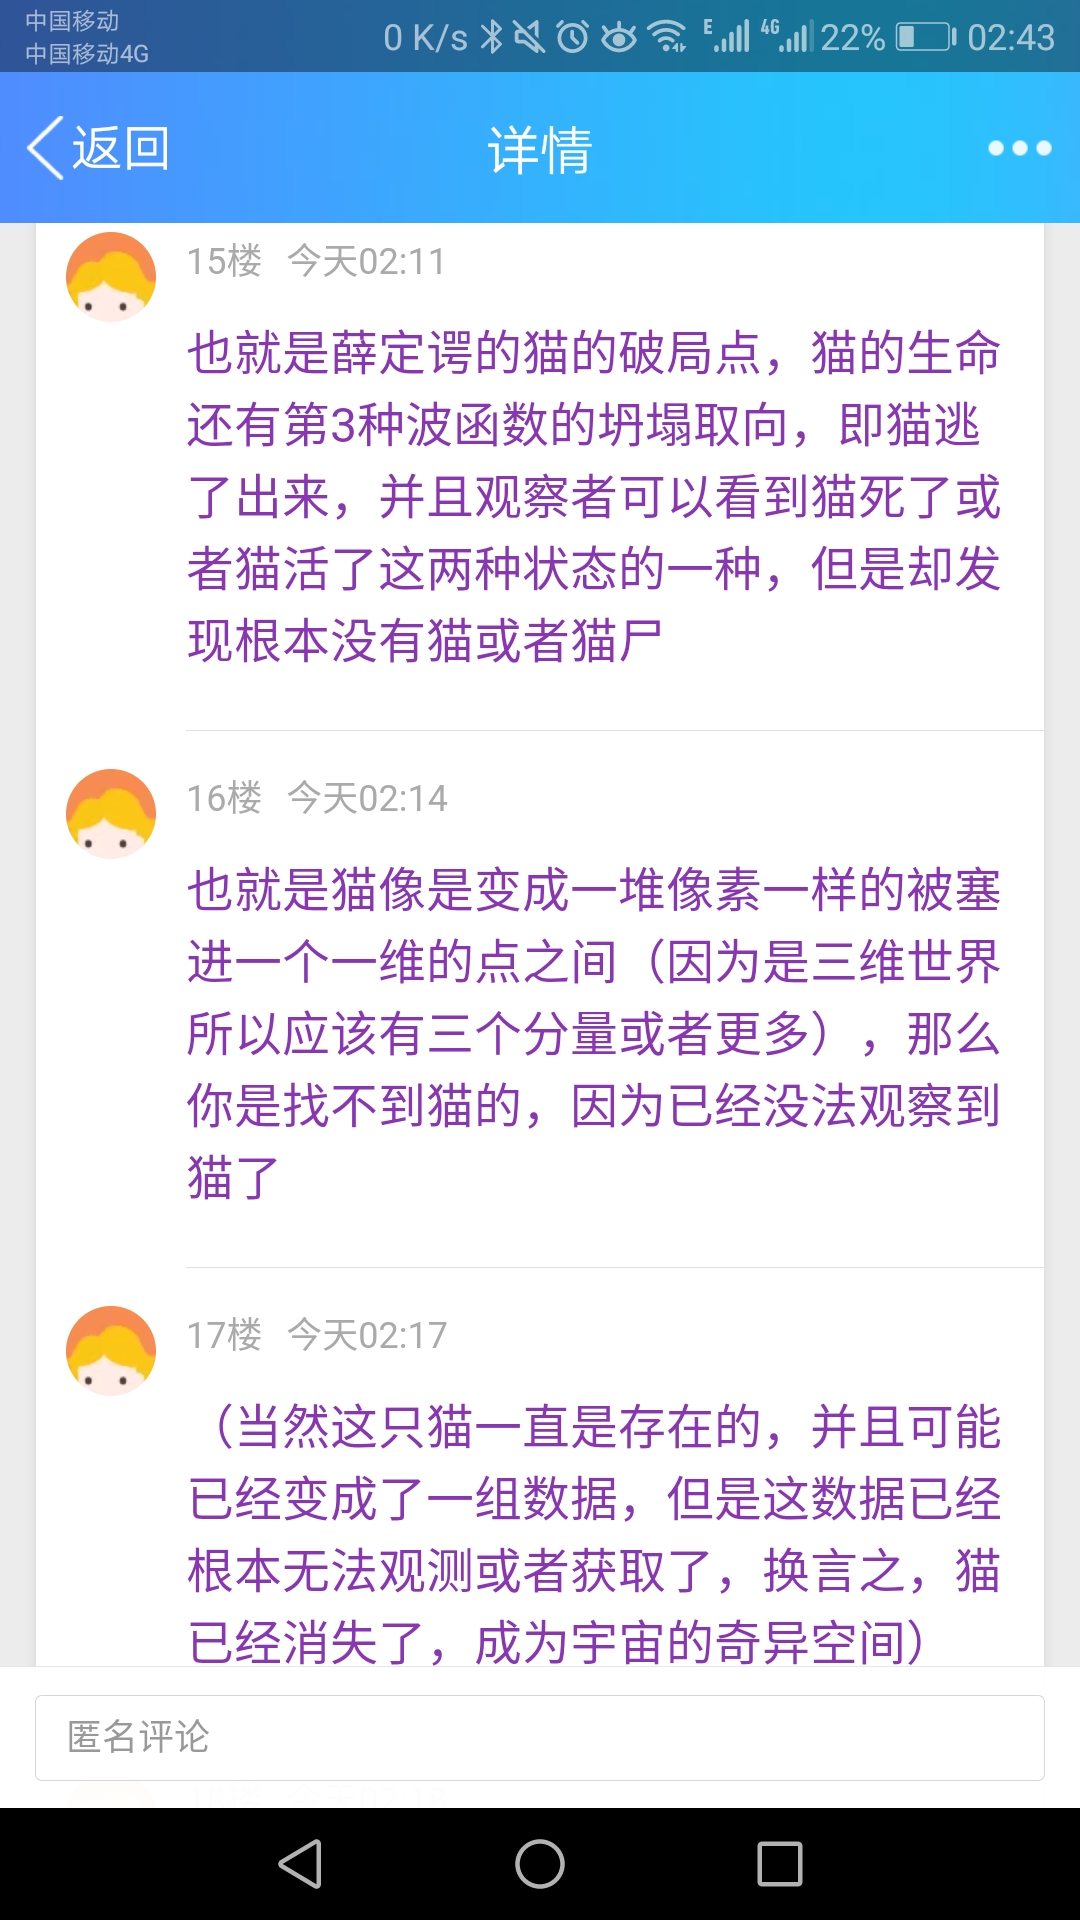 中国移动
中国移动4G
0 K/s
E
4G
22%
02:43
返回
详情
15楼 今天02:11
也就是薛定谔的猫的破局点，猫的生命
还有第3种波函数的坍塌取向，即猫逃
了出来，并且观察者可以看到猫死了或
者猫活了这两种状态的一种，但是却发
现根本没有猫或者猫尸
16楼 今天02:14
也就是猫像是变成一堆像素一样的被塞
进一个一维的点之间（因为是三维世界
所以应该有三个分量或者更多），那么
你是找不到猫的，因为已经没法观察到
猫了
17楼 今天02:17
（当然这只猫一直是存在的，并且可能
已经变成了一组数据，但是这数据已经
根本无法观测或者获取了，换言之，猫
已经消失了，成为宇宙的奇异空间）
匿名评论